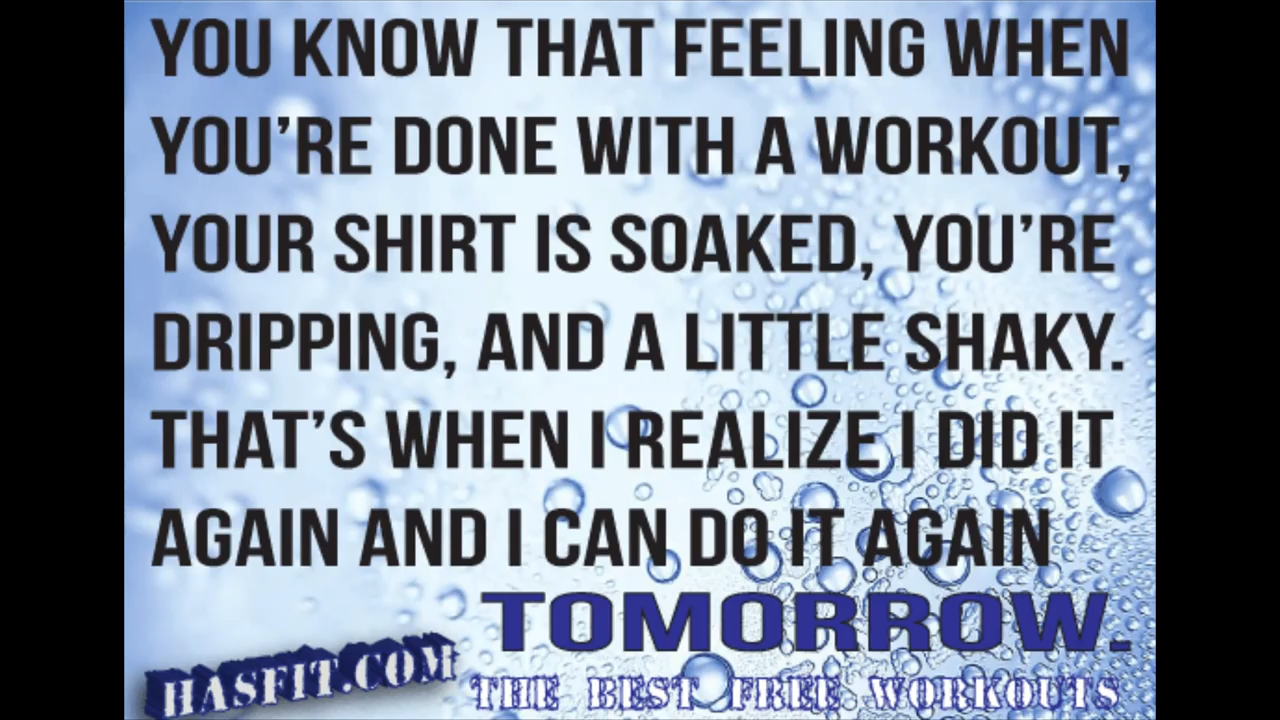 YOU KNOW THAT FEELING WHEN
YOU'RE DONE WITH A WORKOUT,
YOUR SHIRT IS SOAKED, YOU'RE
DRIPPING, AND A LITTLE SHAKY.
THAT'S WHEN I REALIZE I DID IT
AGAIN AND I CAN DO IT AGAIN
TOMORROW.
HASFIT.COM
THE BEST FREE WORKOUTS